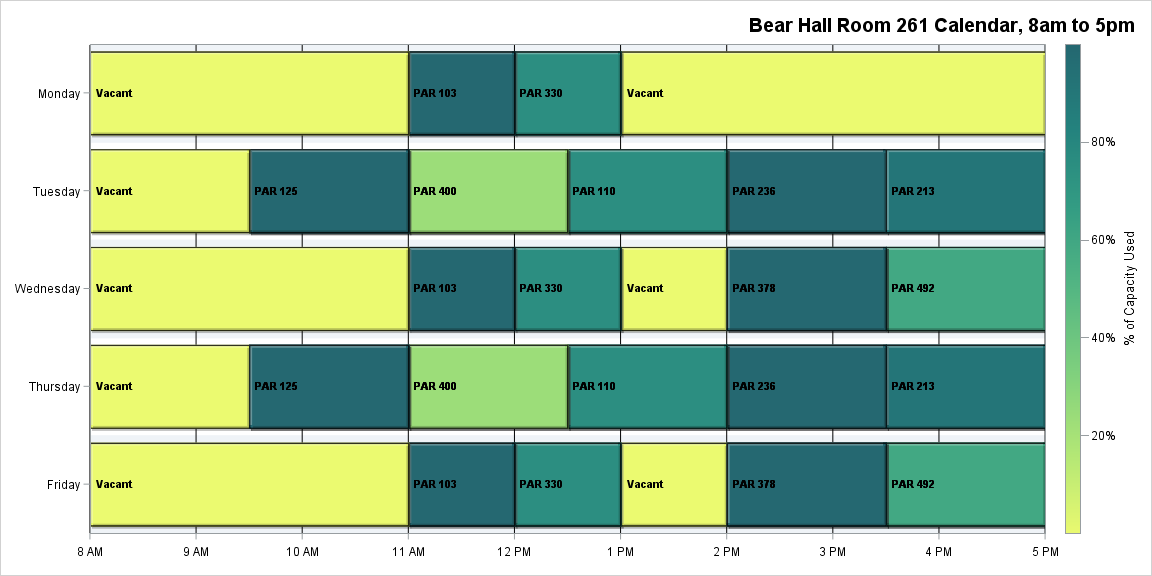 Bear Hall Room 261 Calendar, 8am to 5pm
Monday
Vacant
PAR 103
PAR 330
Vacant
Tuesday
Vacant
PAR 125
PAR 400
PAR 110
PAR 236
PAR 213
Wednesday
Vacant
PAR 103
PAR 330
Vacant
PAR 378
PAR 492
Thursday
Vacant
PAR 125
PAR 400
PAR 110
PAR 236
PAR 213
Friday
Vacant
PAR 103
PAR 330
Vacant
PAR 378
PAR 492
8 AM
9 AM
10 AM
11 AM
12 PM
1 PM
2 PM
3 PM
4 PM
5 PM
80%
60%
40%
20%
% of Capacity Used